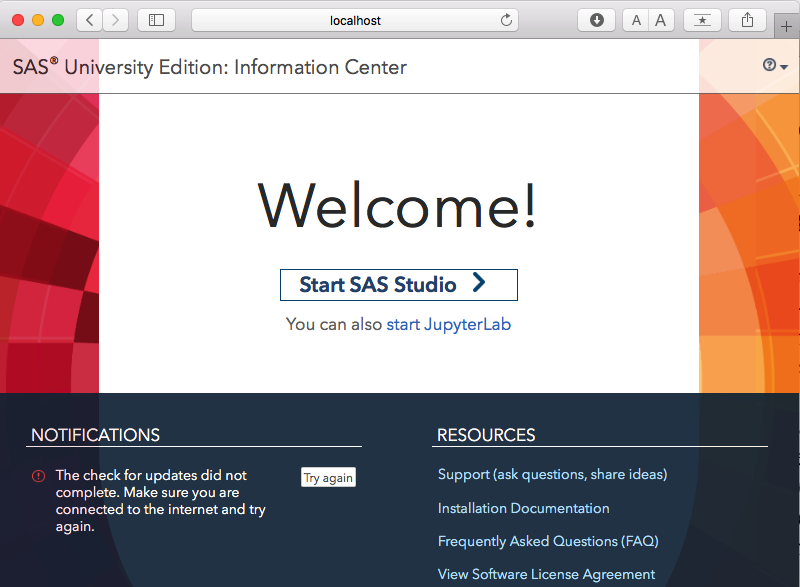 localhost
A A
SAS® University Edition: Information Center
Welcome!
Start SAS Studio
You can also start JupyterLab
NOTIFICATIONS
The check for updates did not
complete. Make sure you are
connected to the internet and try
again.
Try again
RESOURCES
Support (ask questions, share ideas)
Installation Documentation
Frequently Asked Questions (FAQ)
View Software License Agreement